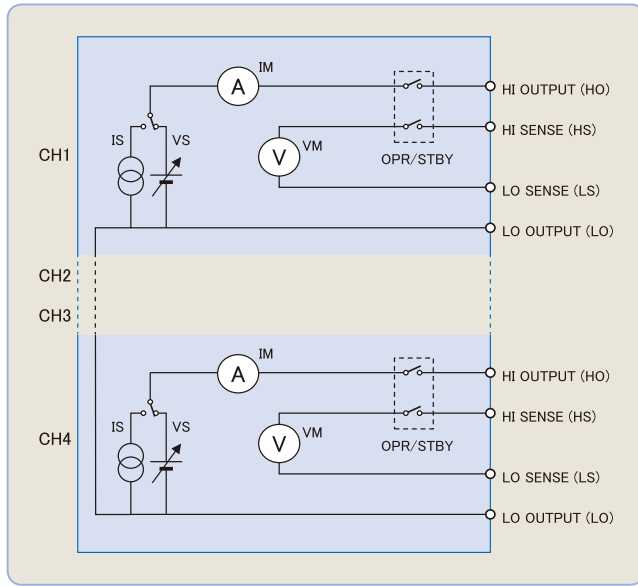 IM
A
HI OUTPUT (HO)
HI SENSE (HS)
IS
VS
CH1
V
VM
OPR/STBY
LO SENSE (LS)
LO OUTPUT (LO)
CH2
CH3
IM
A
HI OUTPUT (HO)
HI SENSE (HS)
IS
VS
CH4
V
VM
OPR/STBY
LO SENSE (LS)
LO OUTPUT (LO)